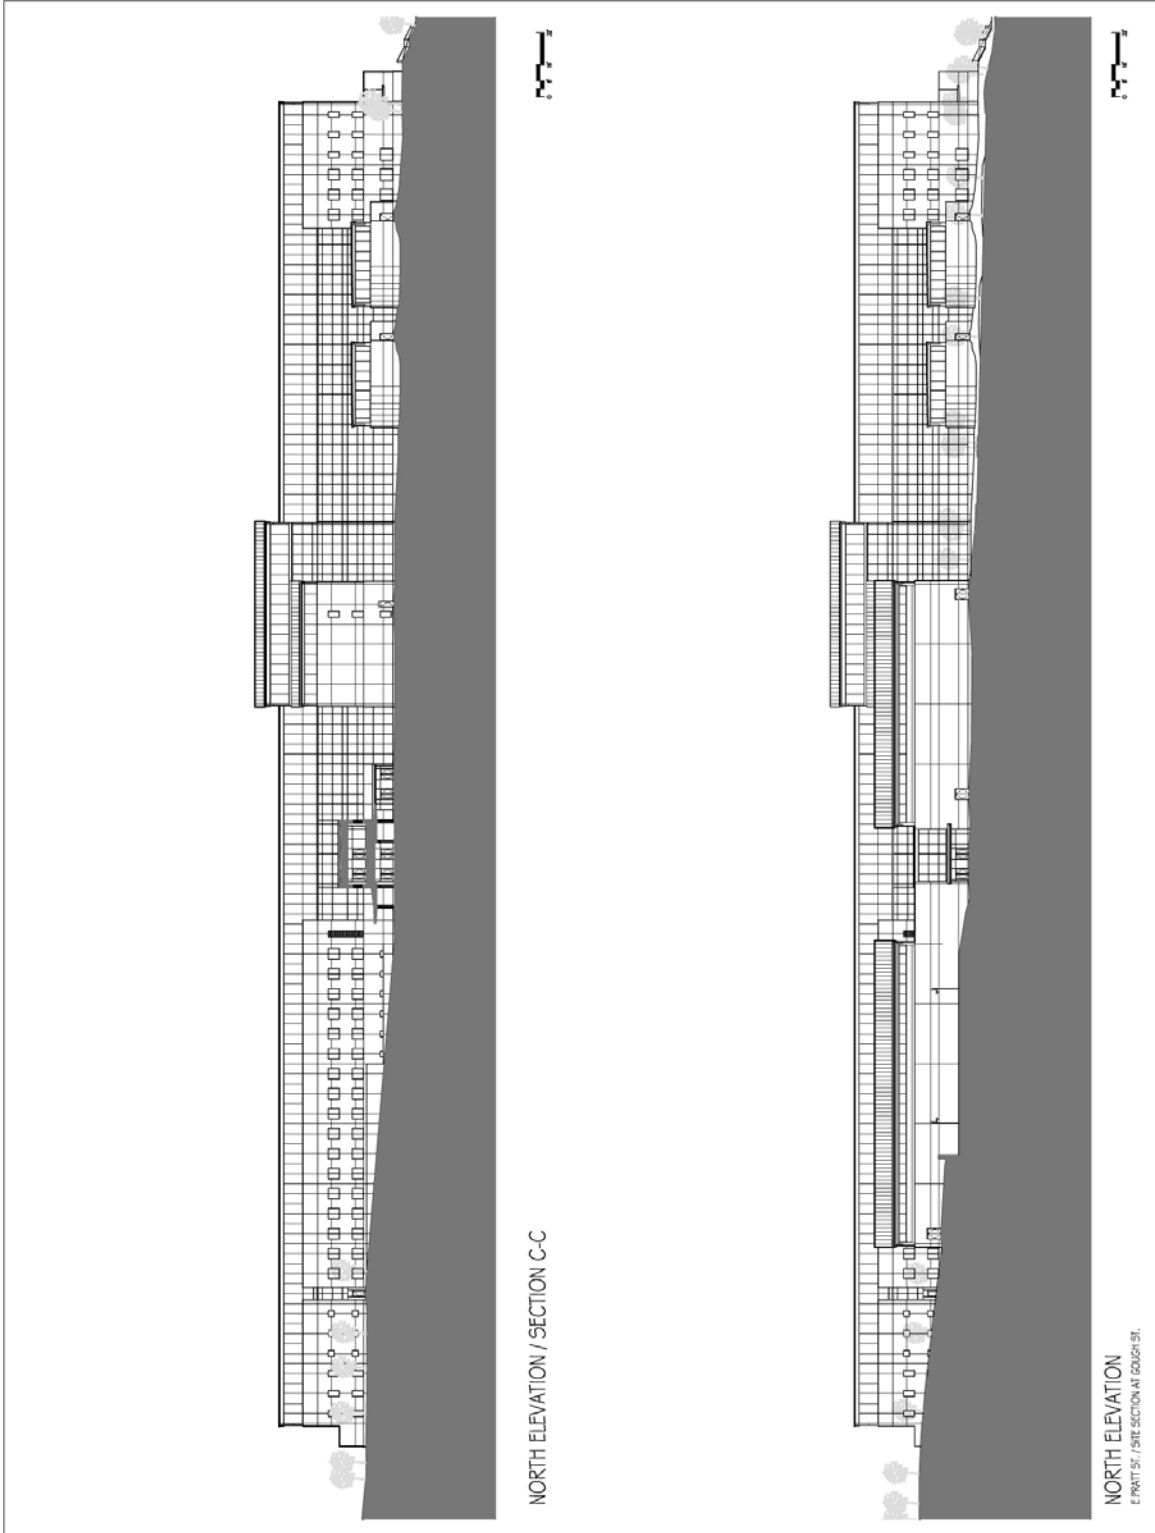 NORTH ELEVATION / SECTION C-C
NORTH ELEVATION
E PRATT ST. / SITE SECTION AT GOUGH ST.